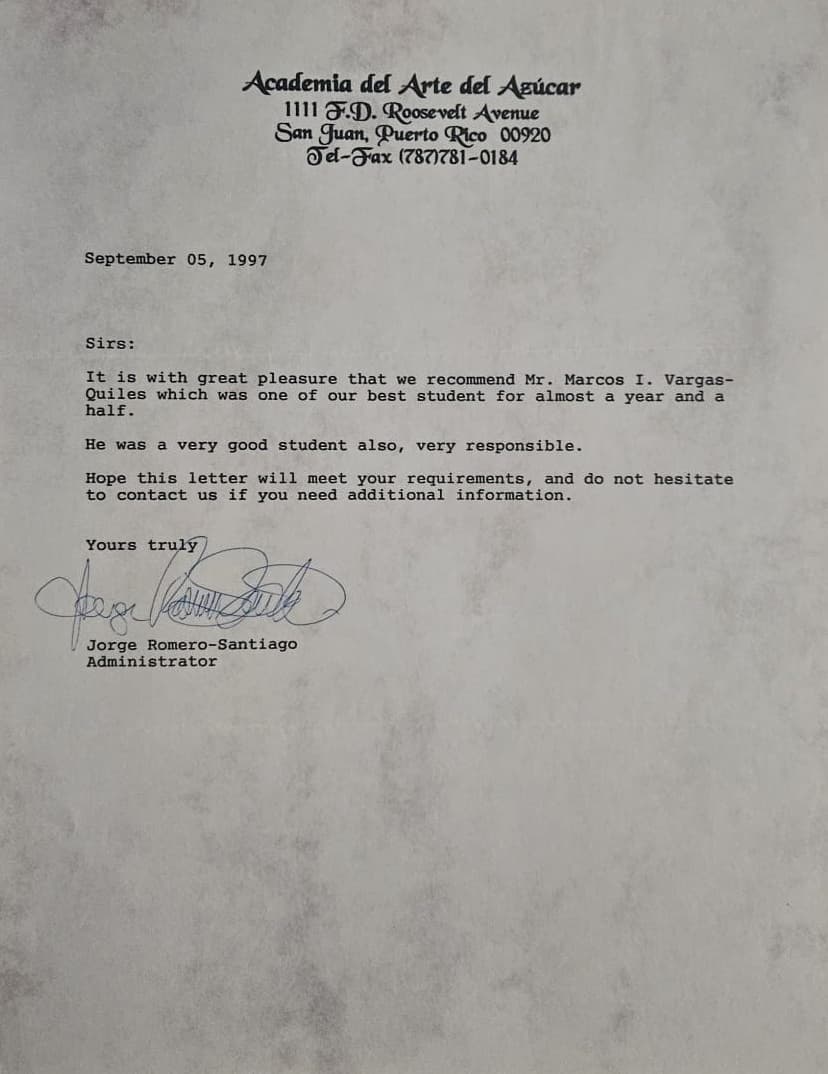 Academia del Arte del Azúcar
1111 F.D. Roosevelt Avenue
San Juan, Puerto Rico 00920
Tel-Fax (787)781-0184
September 05, 1997
Sirs:
It is with great pleasure that we recommend Mr. Marcos I. Vargas-
Quiles which was one of our best student for almost a year and a
half.
He was a very good student also, very responsible.
Hope this letter will meet your requirements, and do not hesitate
to contact us if you need additional information.
Yours truly
Jorge Romero-Santiago
Administrator